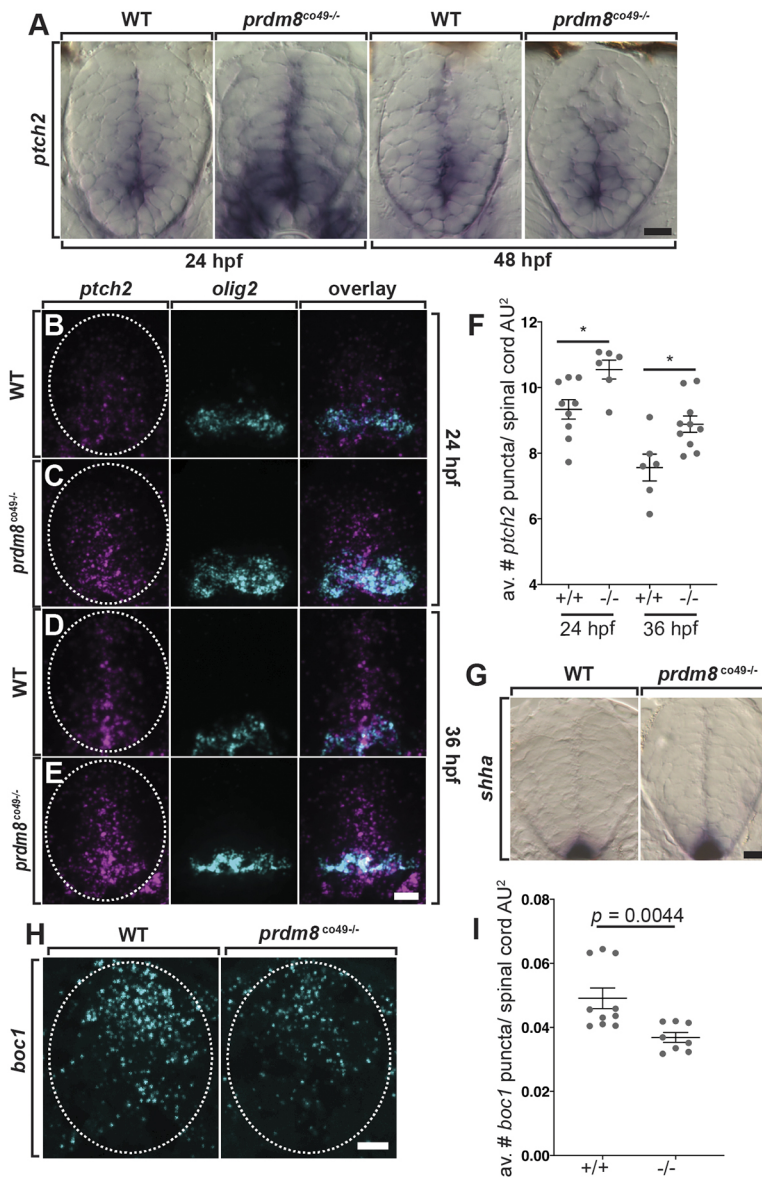 A
WT prdm8co49-/- WT prdm8co49-/-
ptch2
24 hpf 48 hpf
ptch2 olig2 overlay
B
WT
C
prdm8co49-/-
24 hpf
D
WT
E
prdm8co49-/-
36 hpf
F
av. # ptch2 puncta/ spinal cord AU²
12
10
8
6
4
*
*
+/+ -/- +/+ -/-
24 hpf 36 hpf
G
WT prdm8co49-/-
shha
H
WT prdm8co49-/-
boc1
I
av. # boc1 puncta/ spinal cord AU²
0.08
0.06
0.04
0.02
0.00
p = 0.0044
+/+ -/-